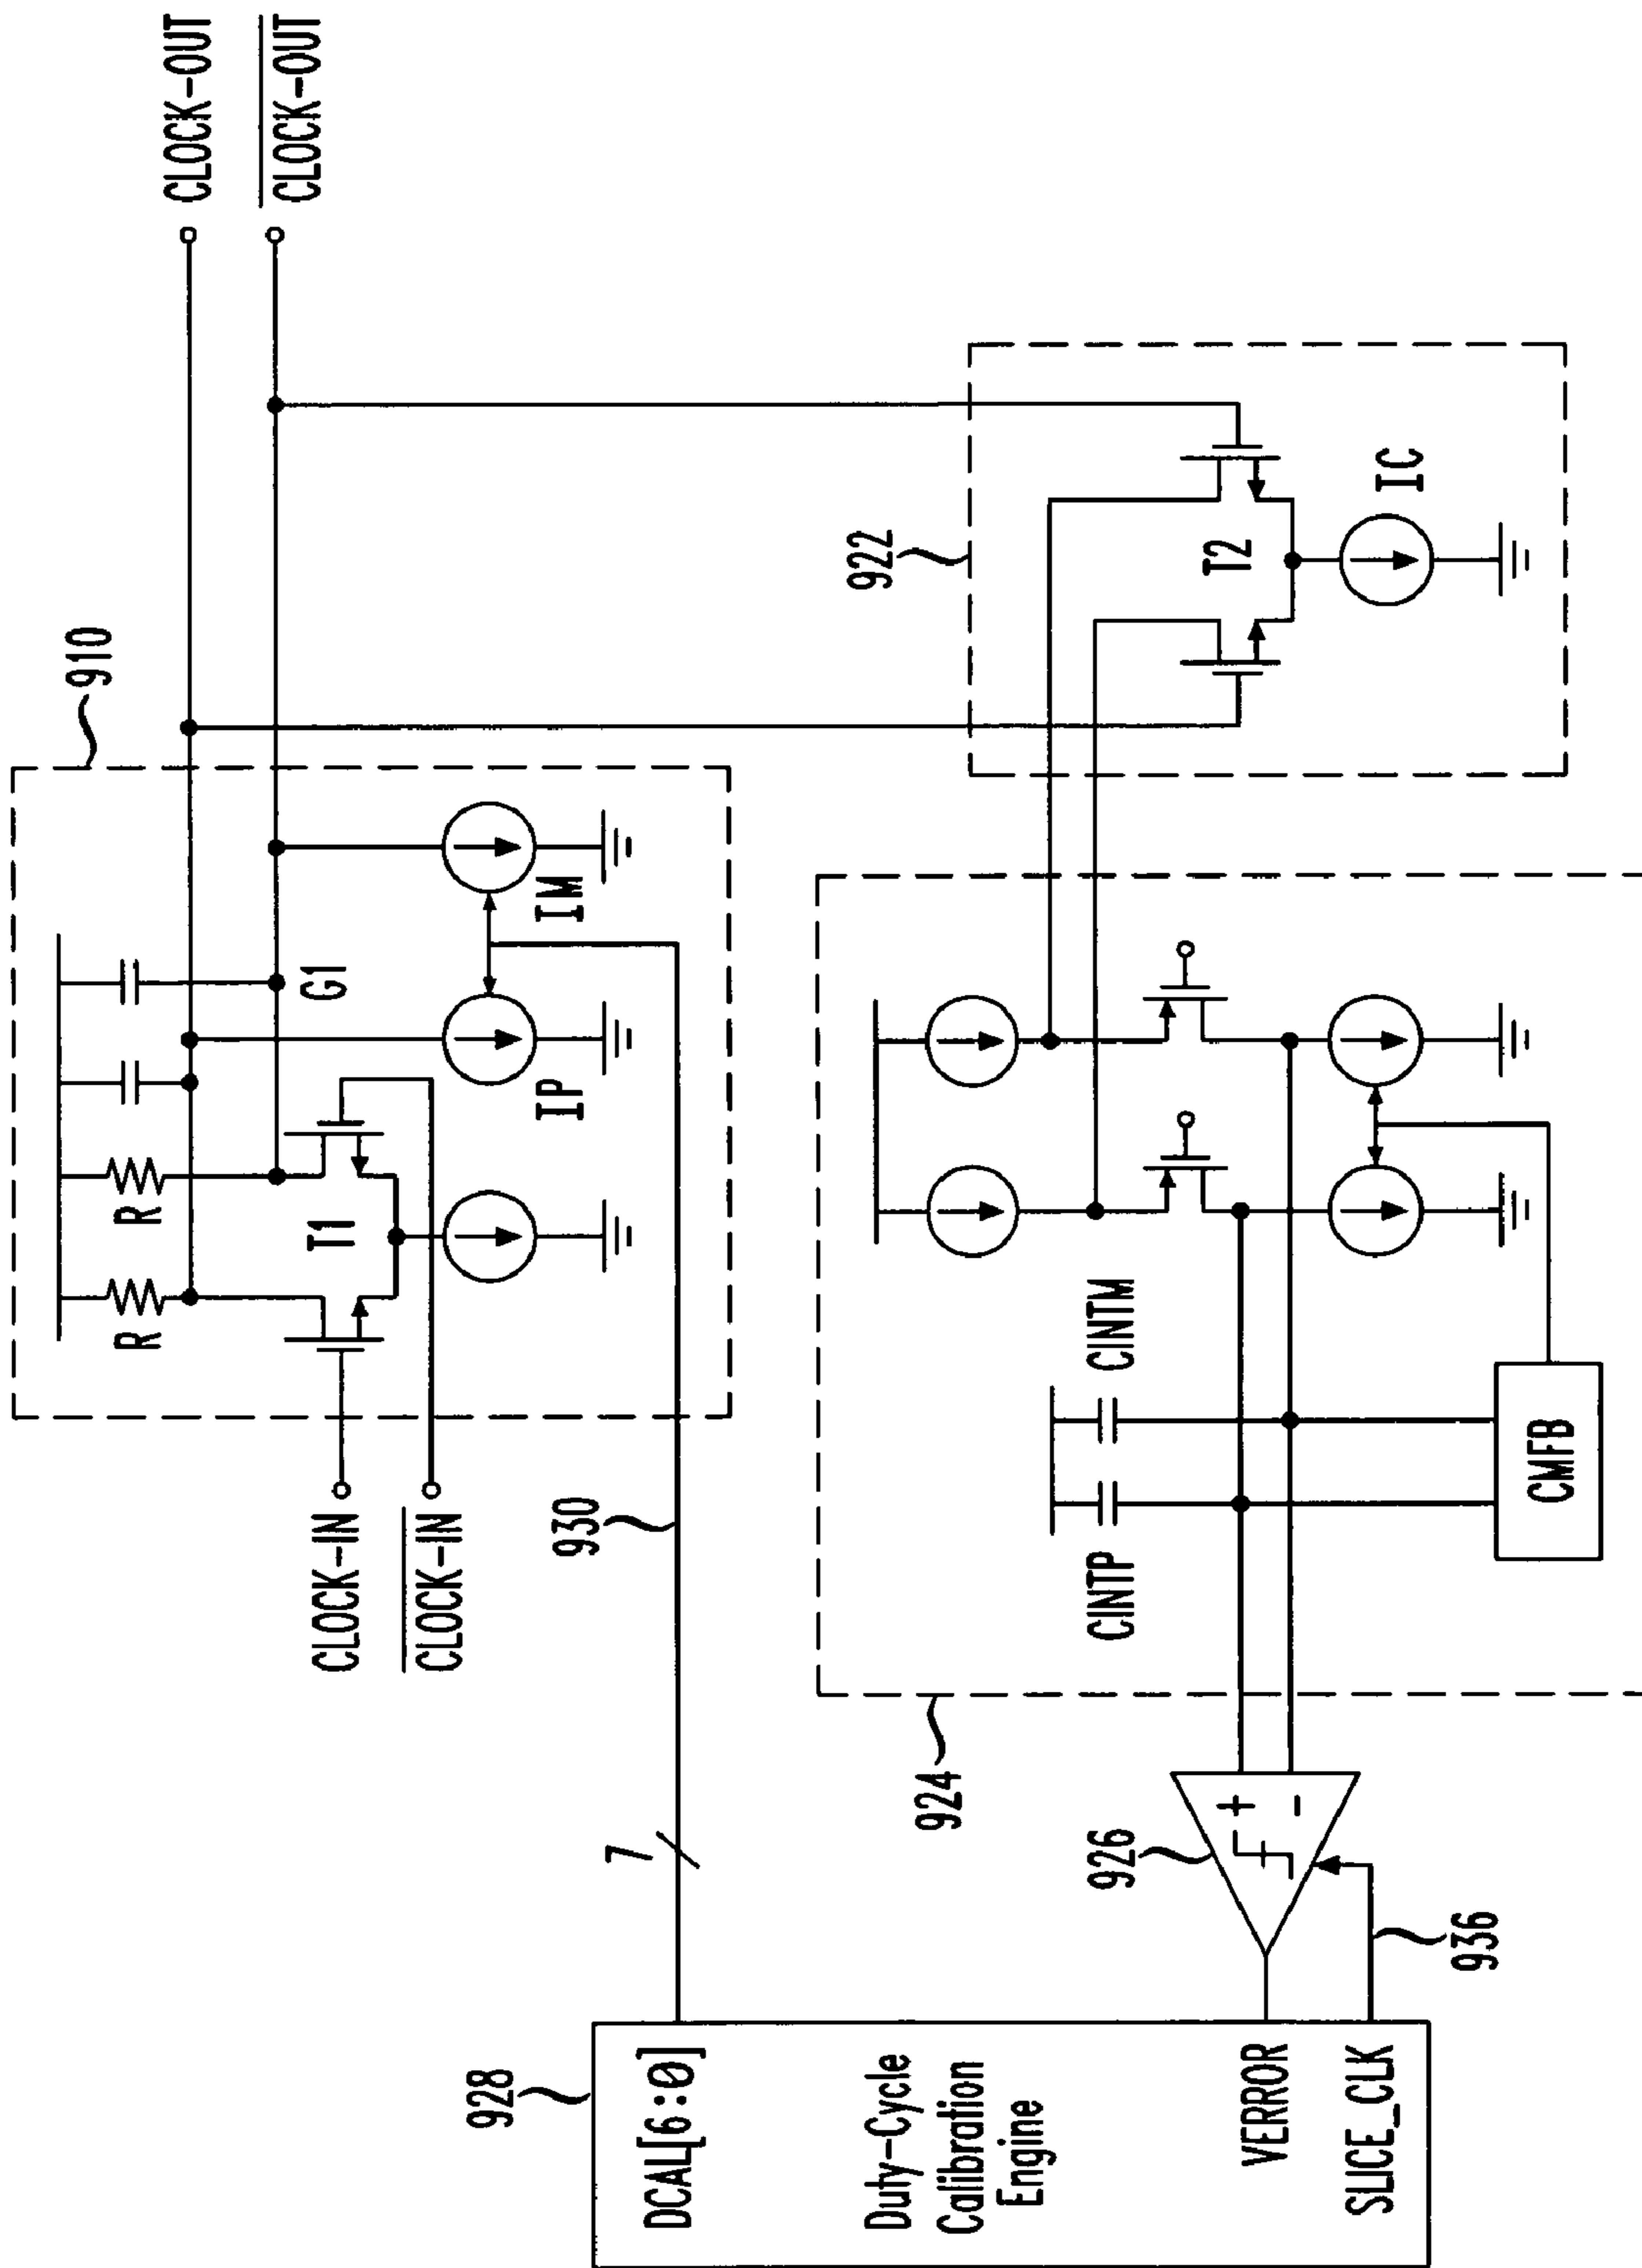 CLOCK-OUT
CLOCK-OUT
910
R
R
T1
G1
IP
IM
CLOCK-IN
CLOCK-IN
930
7
922
T2
IC
CINTP
CINTM
CMFB
924
926
+
-
936
928
DCAL[6:0]
Duty-Cycle
Calibration
Engine
VERROR
SLICE_CLK